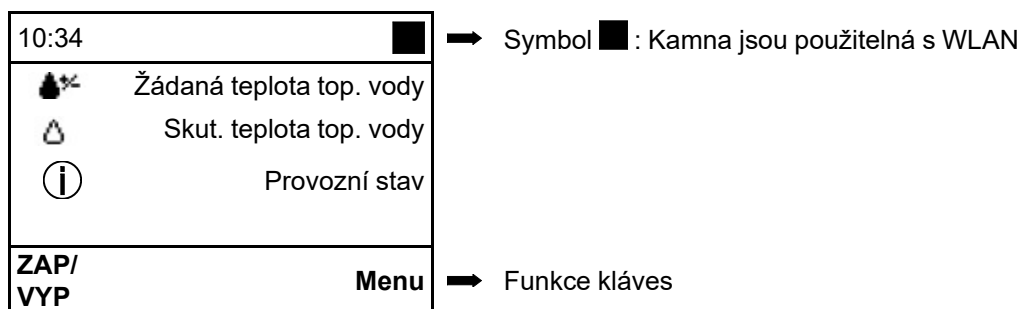 10:34 ■ Symbol ■ : Kamna jsou použitelná s WLAN
+/- Žádaná teplota top. vody
Skut. teplota top. vody
i Provozní stav
ZAP/
VYP Menu Funkce kláves